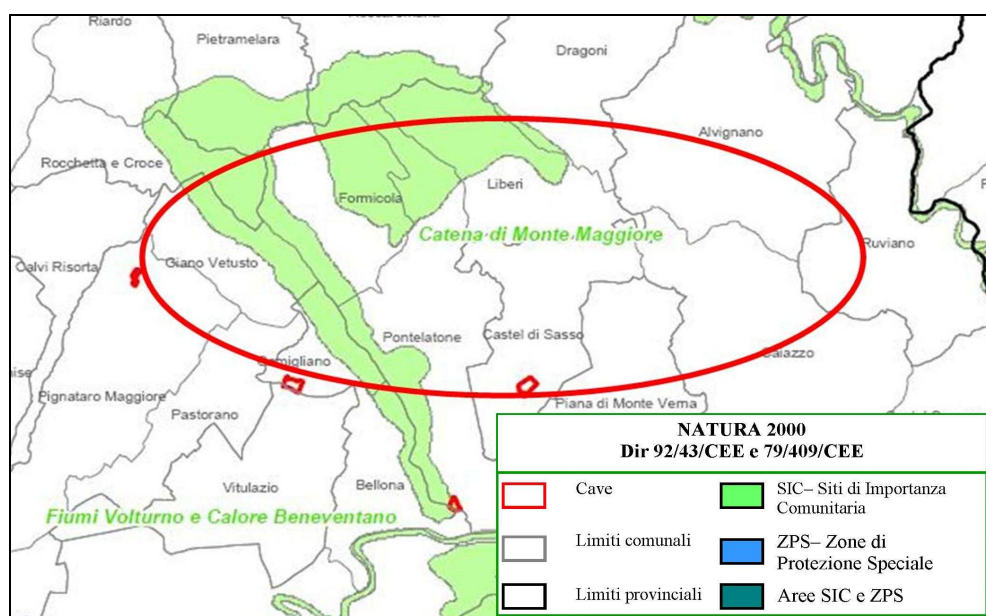 Riardo
Pietramelara
Dragoni
Alvignano
Rocchetta e Croce
Formicola
Liberi
Catena di Monte Maggiore
Ruviano
Calvi Risorta
Giano Vetusto
Pontelatone
Castel di Sasso
Camigliano
Caiazzo
Pignataro Maggiore
Pastorano
Piana di Monte Verna
Vitulazio
Bellona
Fiumi Volturno e Calore Beneventano
NATURA 2000
Dir 92/43/CEE e 79/409/CEE
Cave
SIC– Siti di Importanza
Comunitaria
Limiti comunali
ZPS– Zone di
Protezione Speciale
Limiti provinciali
Aree SIC e ZPS